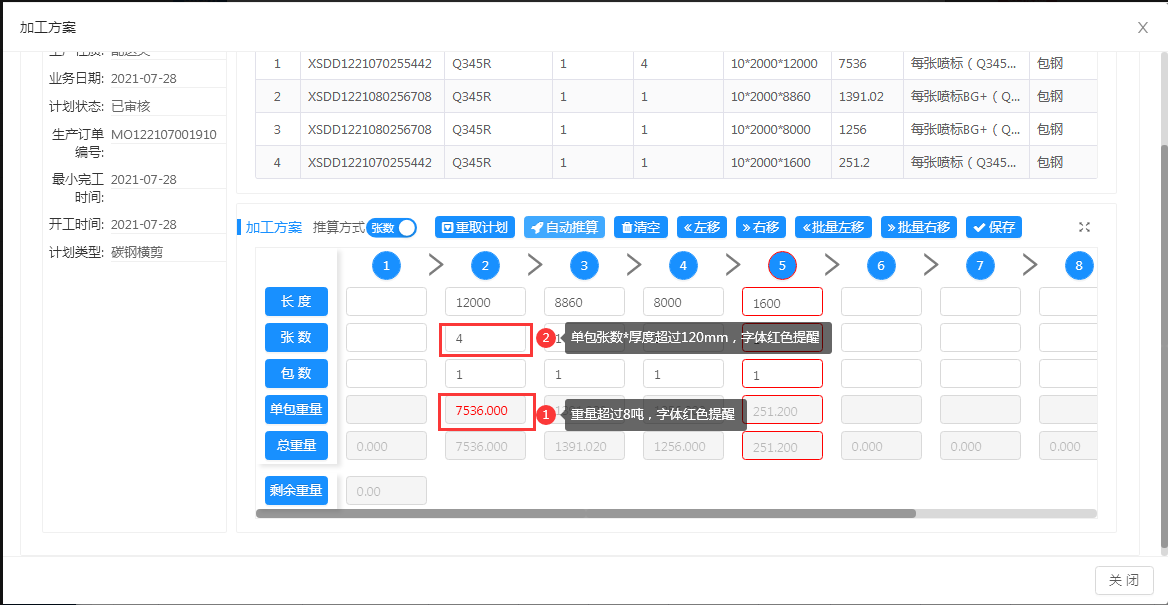 加工方案
X
业务日期: 2021-07-28
计划状态: 已审核
生产订单编号: MO122107001910
最小完工时间: 2021-07-28
开工时间: 2021-07-28
计划类型: 碳钢横剪
1 XSDD1221070255442 Q345R 1 4 10*2000*12000 7536 每张喷标（Q345... 包钢
2 XSDD1221080256708 Q345R 1 1 10*2000*8860 1391.02 每张喷标BG+（Q... 包钢
3 XSDD1221080256708 Q345R 1 1 10*2000*8000 1256 每张喷标BG+（Q... 包钢
4 XSDD1221070255442 Q345R 1 1 10*2000*1600 251.2 每张喷标（Q345... 包钢
加工方案 推算方式 张数 重取计划 自动推算 清空 «左移 »右移 «批量左移 »批量右移 保存
1 2 3 4 5 6 7 8
长度 12000 8860 8000 1600
张数 4 2 1 单包张数*厚度超过120mm，字体红色提醒
包数 1 1 1 1
单包重量 7536.000 1 重量超过8吨，字体红色提醒 251.200
总重量 0.000 7536.000 1391.020 1256.000 251.200 0.000 0.000 0.000
剩余重量 0.00
关闭